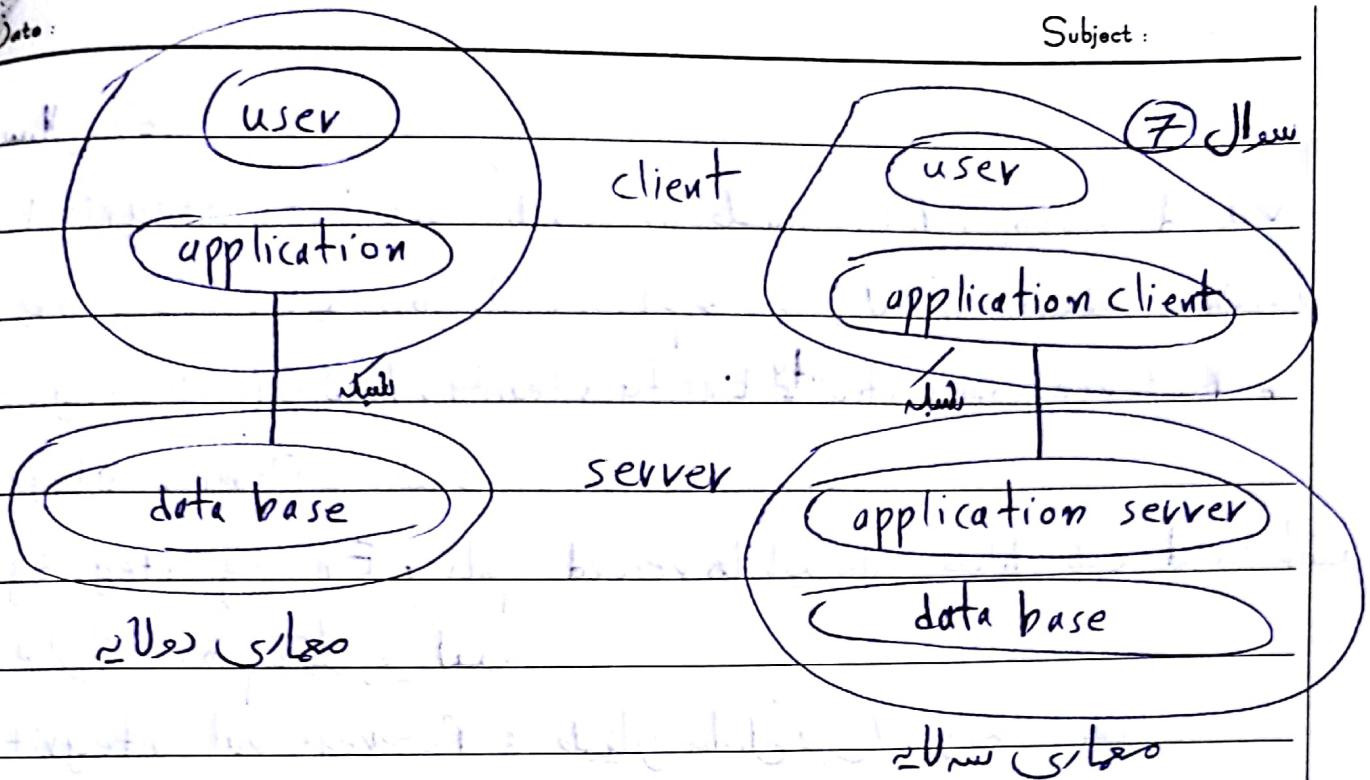 Date :
Subject :
سوال 7
user
client
user
application
application client
شبکه
شبکه
server
data base
application server
data base
معماری دولایه
معماری سه لایه